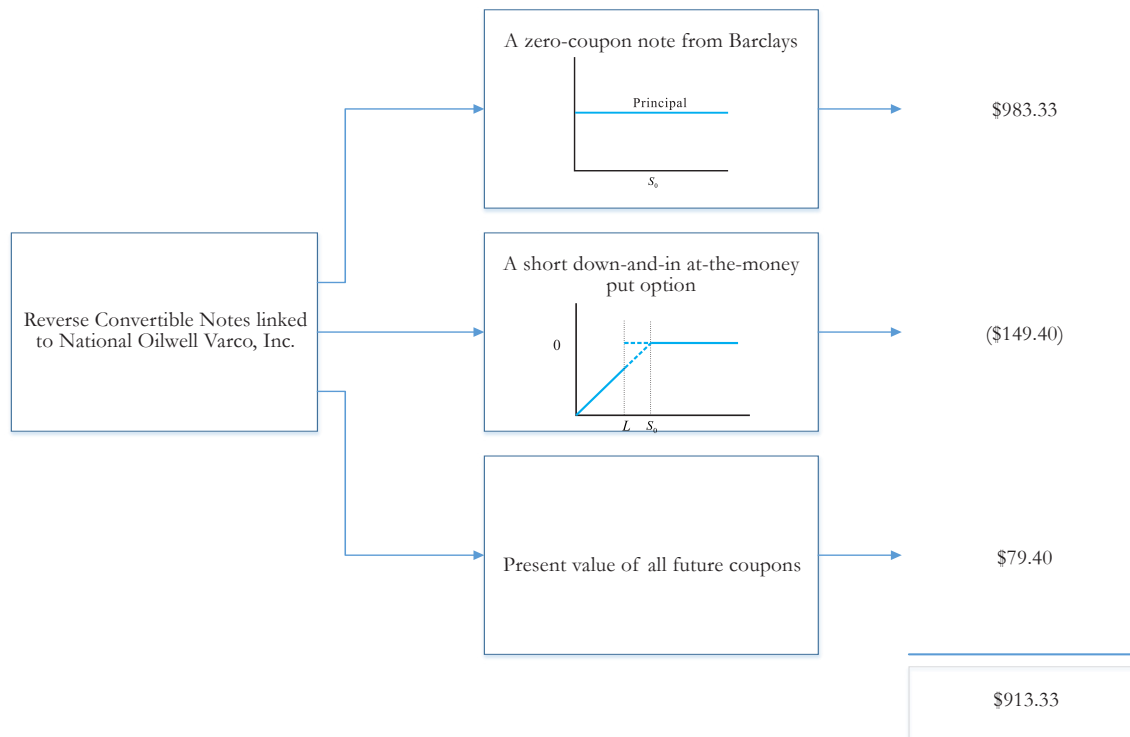 A zero-coupon note from Barclays
Principal
S₀
$983.33
Reverse Convertible Notes linked
to National Oilwell Varco, Inc.
A short down-and-in at-the-money
put option
0
L S₀
($149.40)
Present value of all future coupons
$79.40
$913.33